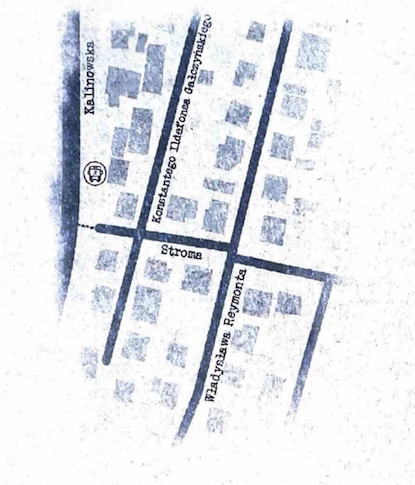 Kalinowska
Konstantego Ildefonsa Gałczyńskiego
Stroma
Władysława Reymonta